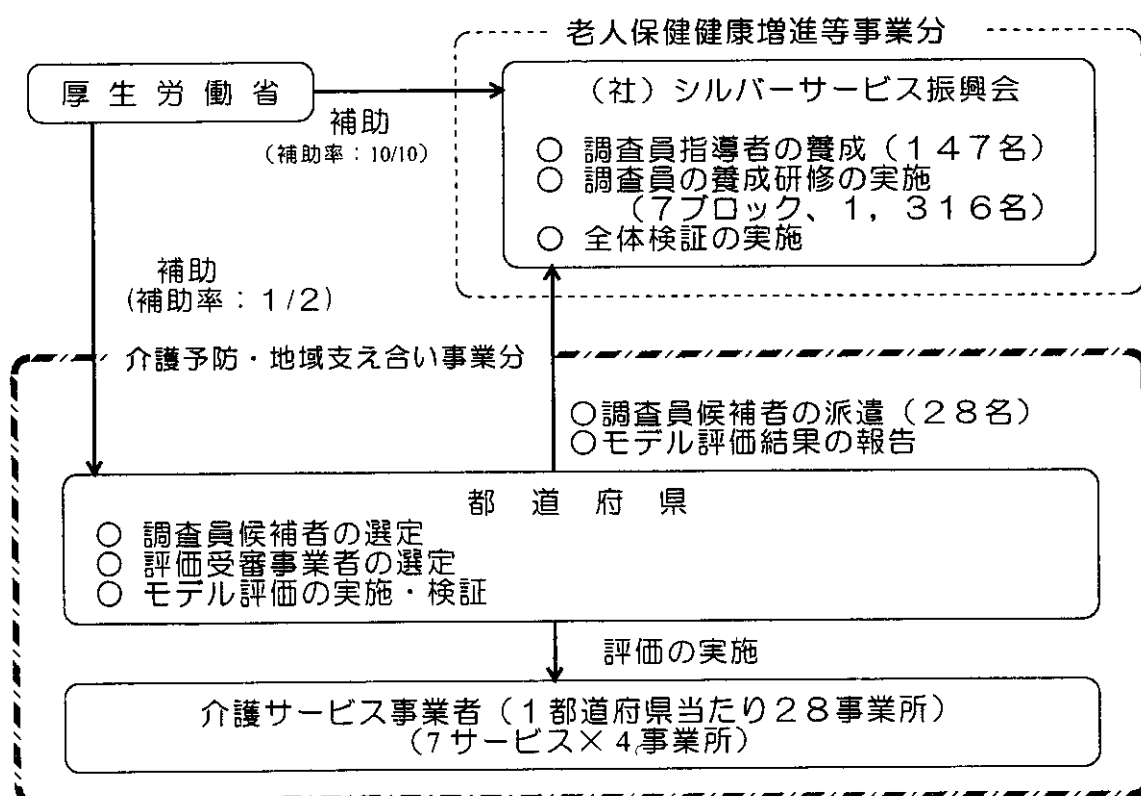 老人保健健康増進等事業分
厚生労働省
補助
(補助率：10/10)
（社）シルバーサービス振興会
○ 調査員指導者の養成（１４７名）
○ 調査員の養成研修の実施
（７ブロック、１，３１６名）
○ 全体検証の実施
補助
(補助率：１/２)
介護予防・地域支え合い事業分
○調査員候補者の派遣（２８名）
○モデル評価結果の報告
都道府県
○ 調査員候補者の選定
○ 評価受審事業者の選定
○ モデル評価の実施・検証
評価の実施
介護サービス事業者（１都道府県当たり２８事業所）
（７サービス×４事業所）